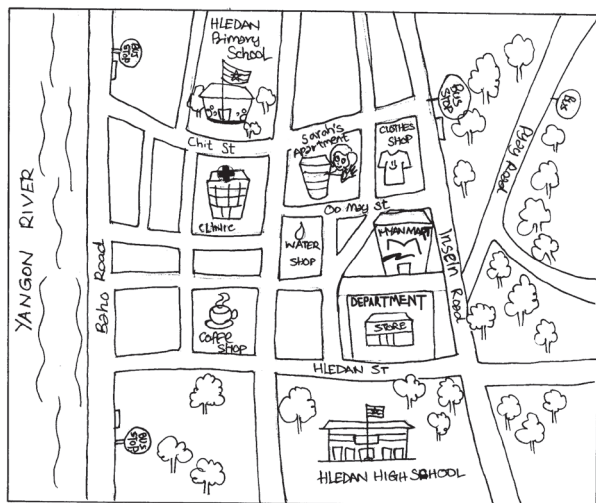 HLEDAN
Primary
SCHOOL
BUS
STOP
BUS
STOP
Bus
Chit St
Sarah's
Apartment
CLOTHES
SHOP
Pyay Road
Oo May St
CLINIC
WATER
SHOP
MYANMART
Insein Road
YANGON RIVER
Baho Road
DEPARTMENT
STORE
COFFE
SHOP
HLEDAN ST
BUS
STOP
HLEDAN HIGH SCHOOL